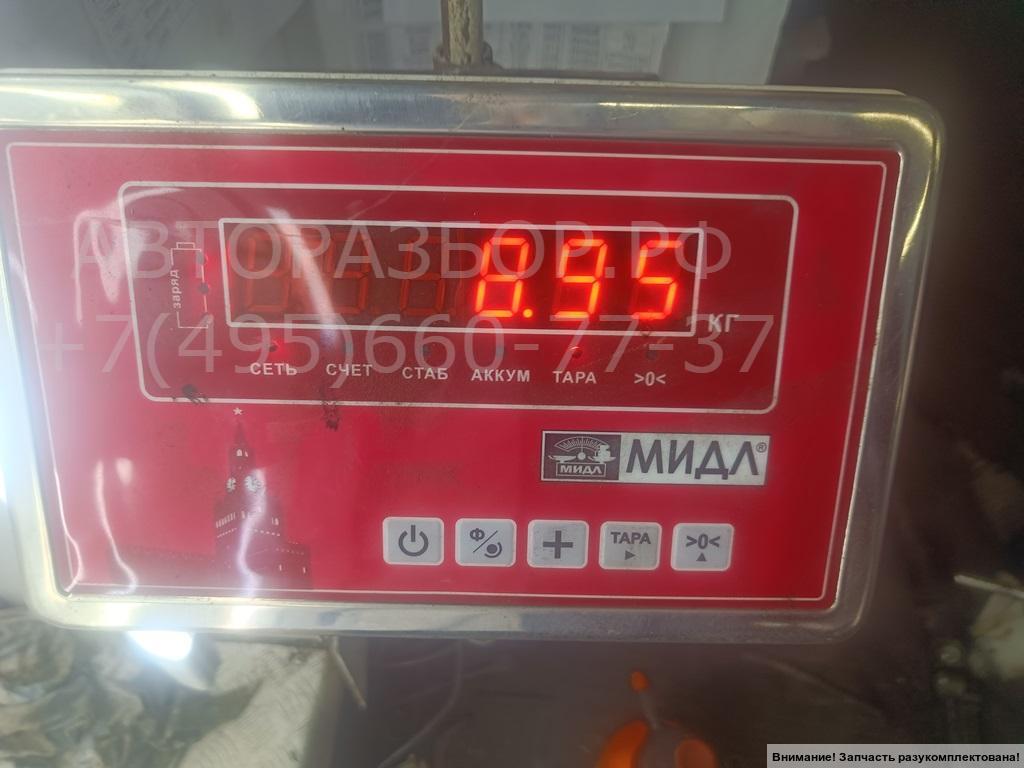 АВТОРАЗБОР.РФ
+7(495)660-77-37
заряд
8.95
КГ
СЕТЬ СЧЕТ СТАБ АККУМ ТАРА >0<
МИДЛ МИДЛ®
Ф ТАРА >0<
Внимание! Запчасть разукомплектована!